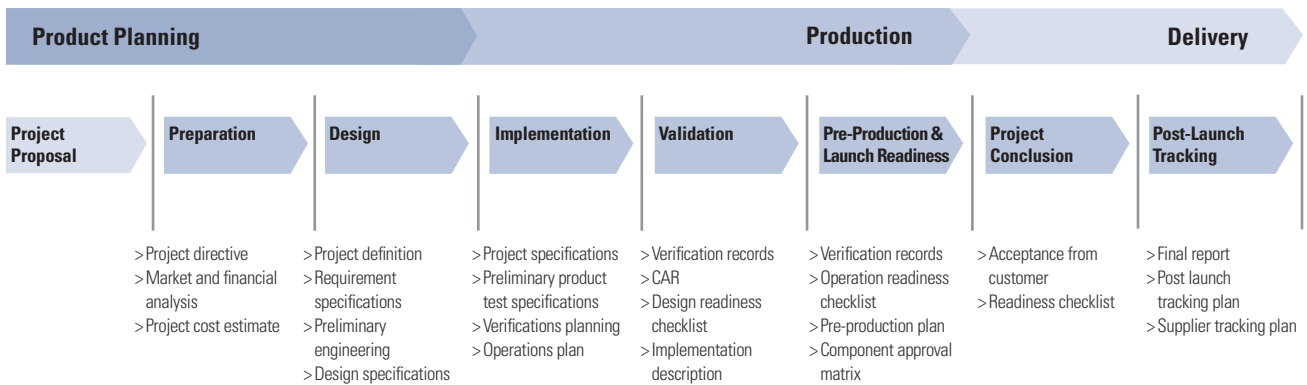 Product Planning
Production
Delivery
Project
Proposal
Preparation
Design
Implementation
Validation
Pre-Production &
Launch Readiness
Project
Conclusion
Post-Launch
Tracking
>Project directive
>Market and financial
analysis
>Project cost estimate
>Project definition
>Requirement
specifications
>Preliminary
engineering
>Design specifications
>Project specifications
>Preliminary product
test specifications
>Verifications planning
>Operations plan
>Verification records
>CAR
>Design readiness
checklist
>Implementation
description
>Verification records
>Operation readiness
checklist
>Pre-production plan
>Component approval
matrix
>Acceptance from
customer
>Readiness checklist
>Final report
>Post launch
tracking plan
>Supplier tracking plan